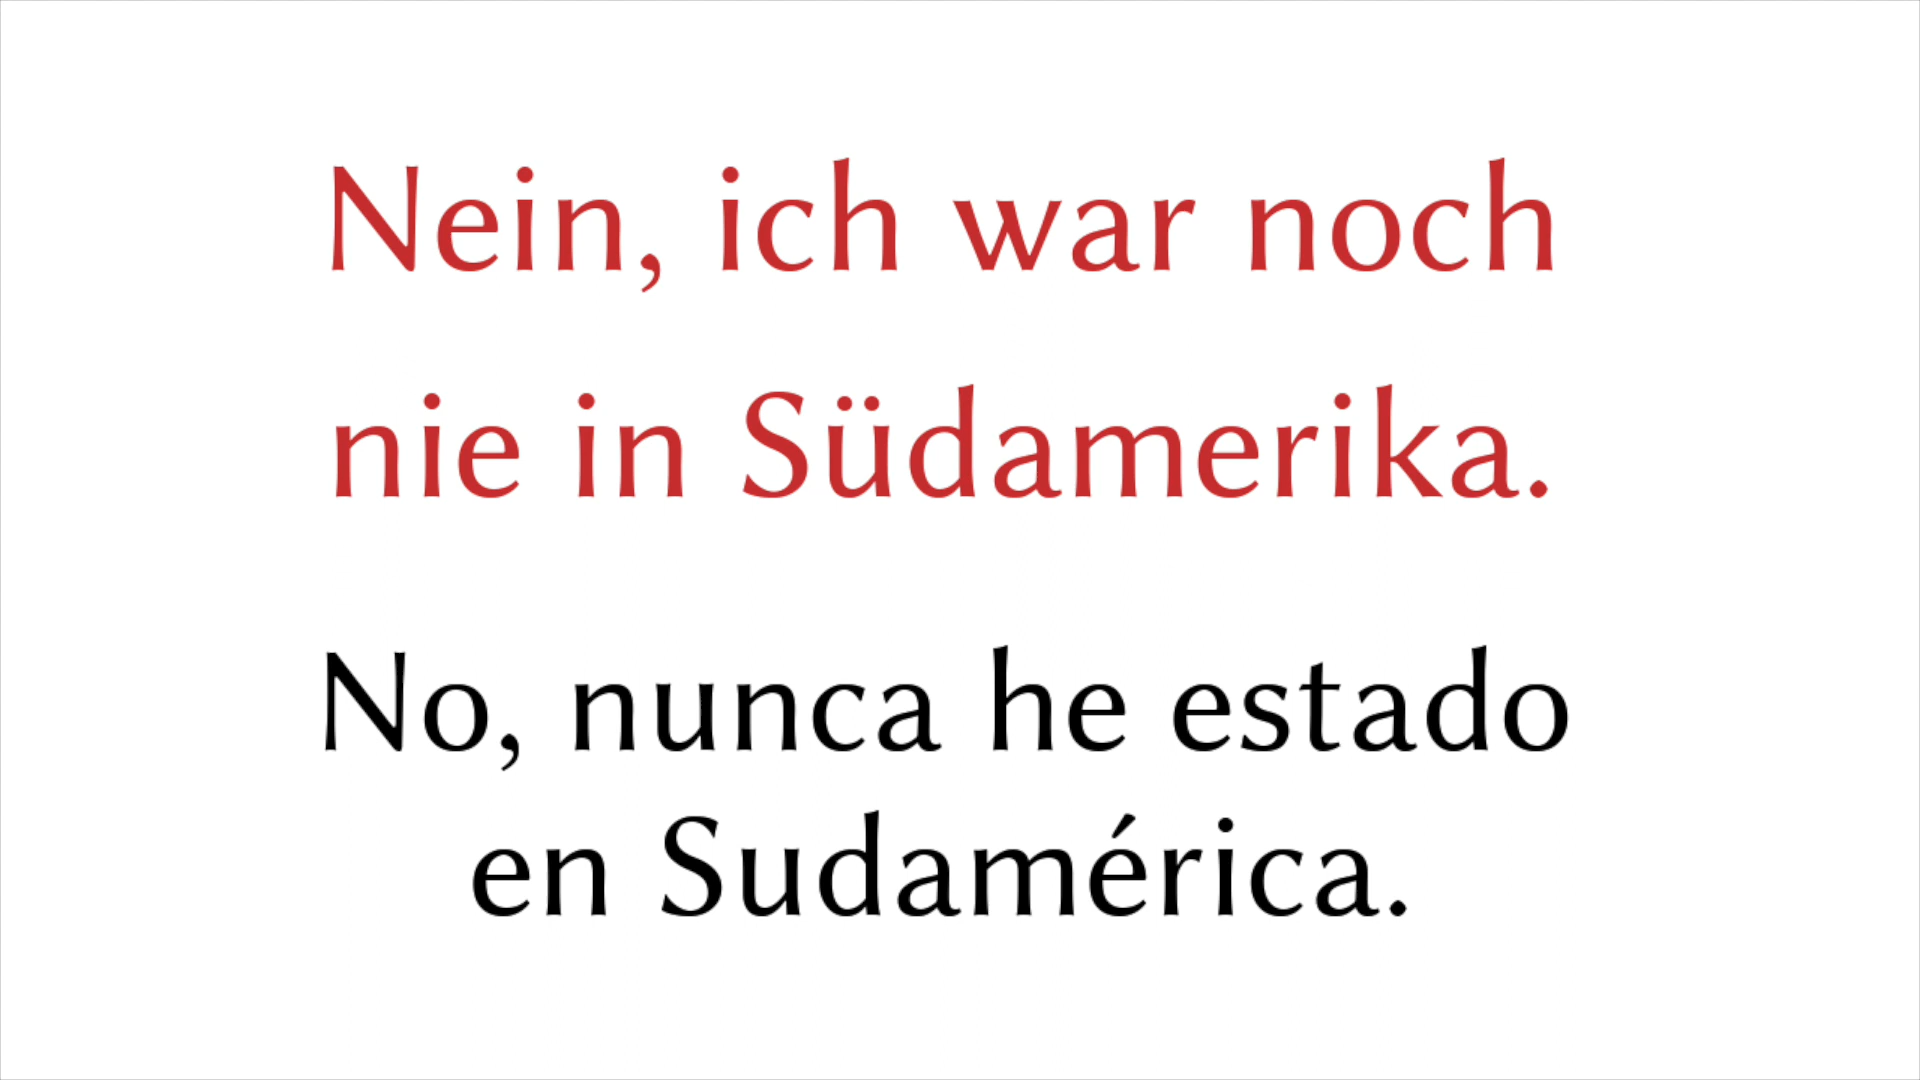 Nein, ich war noch
nie in Südamerika.
No, nunca he estado
en Sudamérica.